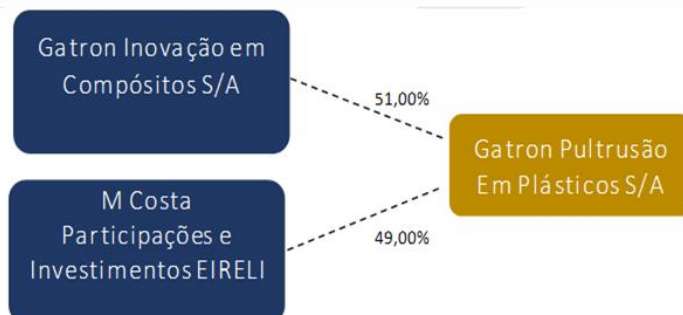 Gatron Inovação em
Compósitos S/A
51,00%
Gatron Pultrusão
Em Plásticos S/A
M Costa
Participações e
Investimentos EIRELI
49,00%